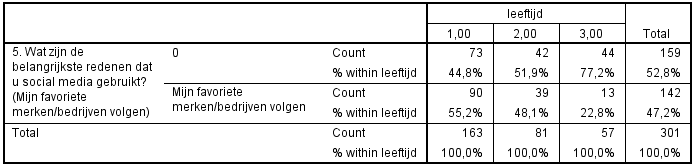 leeftijd
1,00 2,00 3,00 Total
5. Wat zijn de belangrijkste redenen dat u social media gebruikt? (Mijn favoriete merken/bedrijven volgen) 0 Count 73 42 44 159
% within leeftijd 44,8% 51,9% 77,2% 52,8%
Mijn favoriete merken/bedrijven volgen Count 90 39 13 142
% within leeftijd 55,2% 48,1% 22,8% 47,2%
Total Count 163 81 57 301
% within leeftijd 100,0% 100,0% 100,0% 100,0%